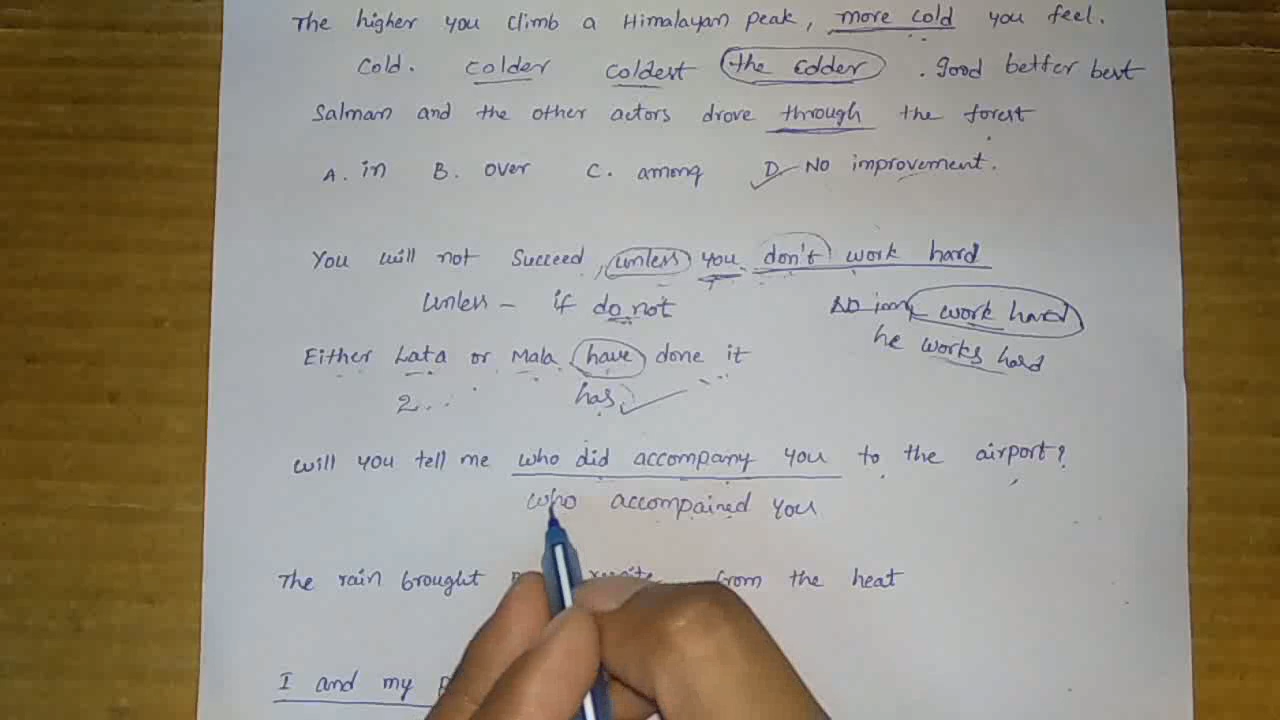 The higher you climb a Himalayan peak, more cold you feel.
Cold. colder coldest the colder . good better best
Salman and the other actors drove through the forest
A. in B. over C. among D. No improvement.
You will not Succeed, unless you don't work hard
Unless - if do not
work hard
he works hard
Either Lata or Mala have done it
2.. has
will you tell me who did accompany you to the airport?
who accompained you
The rain brought from the heat
I and my